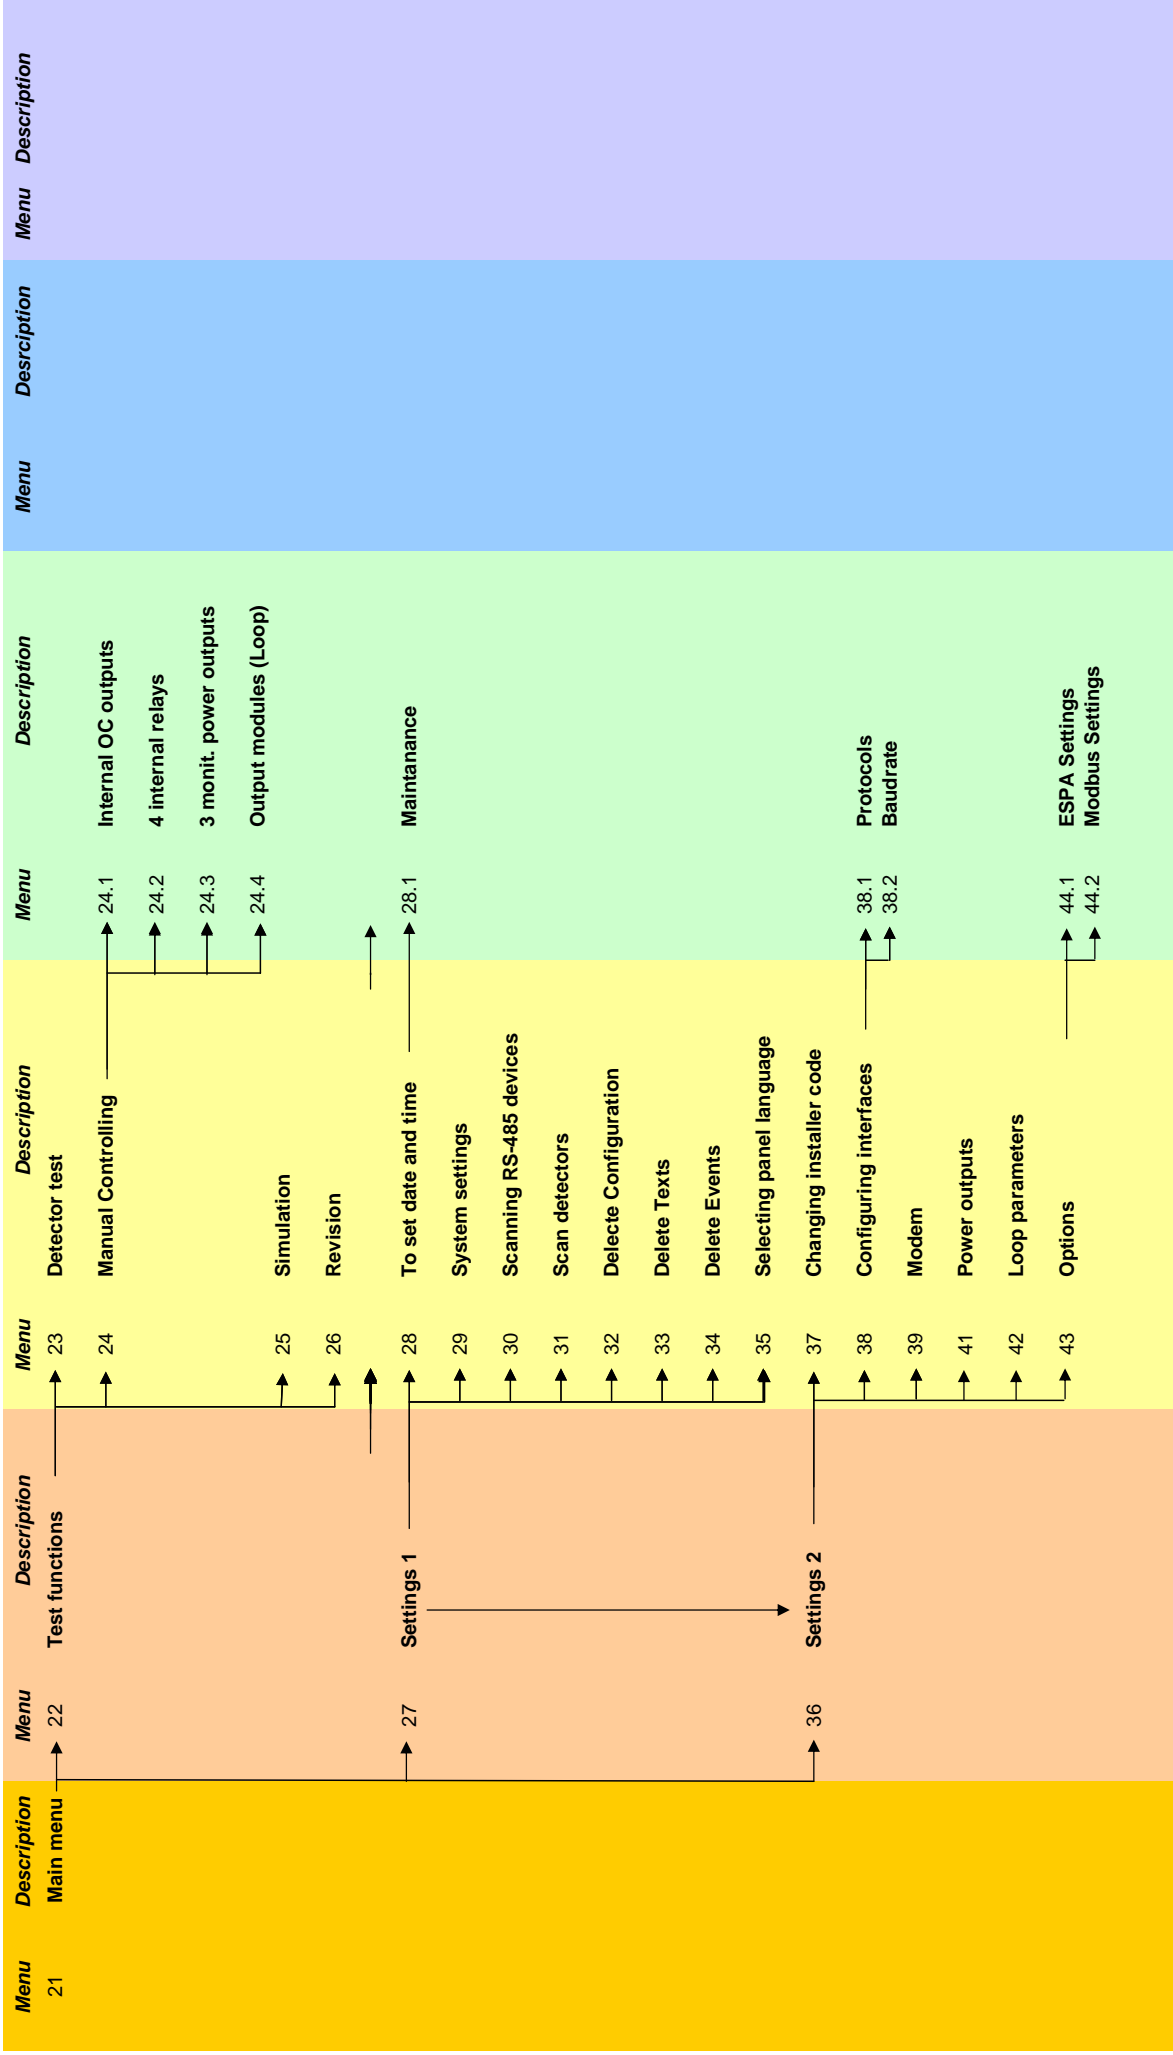 Menu Description Menu Description Menu Description Menu Description Menu Desrciption Menu Description
21 Main menu 22 Test functions 23 Detector test
24 Manual Controlling 24.1 Internal OC outputs
24.2 4 internal relays
24.3 3 monit. power outputs
24.4 Output modules (Loop)
25 Simulation
26 Revision
27 Settings 1 28 To set date and time 28.1 Maintanance
29 System settings
30 Scanning RS-485 devices
31 Scan detectors
32 Delecte Configuration
33 Delete Texts
34 Delete Events
35 Selecting panel language
36 Settings 2 37 Changing installer code
38 Configuring interfaces 38.1 Protocols
38.2 Baudrate
39 Modem
41 Power outputs
42 Loop parameters
43 Options 44.1 ESPA Settings
44.2 Modbus Settings